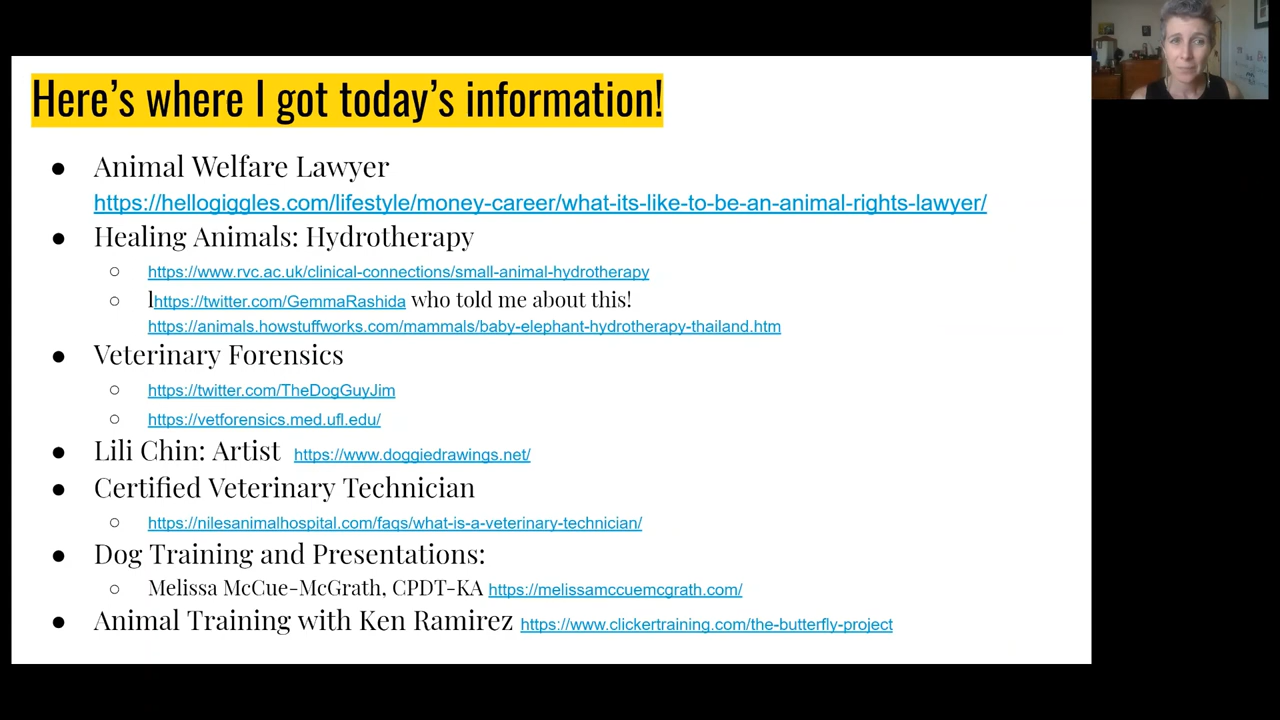 Here's where I got today's information!
● Animal Welfare Lawyer
https://hellogiggles.com/lifestyle/money-career/what-its-like-to-be-an-animal-rights-lawyer/
● Healing Animals: Hydrotherapy
○ https://www.rvc.ac.uk/clinical-connections/small-animal-hydrotherapy
○ lhttps://twitter.com/GemmaRashida who told me about this!
https://animals.howstuffworks.com/mammals/baby-elephant-hydrotherapy-thailand.htm
● Veterinary Forensics
○ https://twitter.com/TheDogGuyJim
○ https://vetforensics.med.ufl.edu/
● Lili Chin: Artist https://www.doggiedrawings.net/
● Certified Veterinary Technician
○ https://nilesanimalhospital.com/faqs/what-is-a-veterinary-technician/
● Dog Training and Presentations:
○ Melissa McCue-McGrath, CPDT-KA https://melissamccuemcgrath.com/
● Animal Training with Ken Ramirez https://www.clickertraining.com/the-butterfly-project